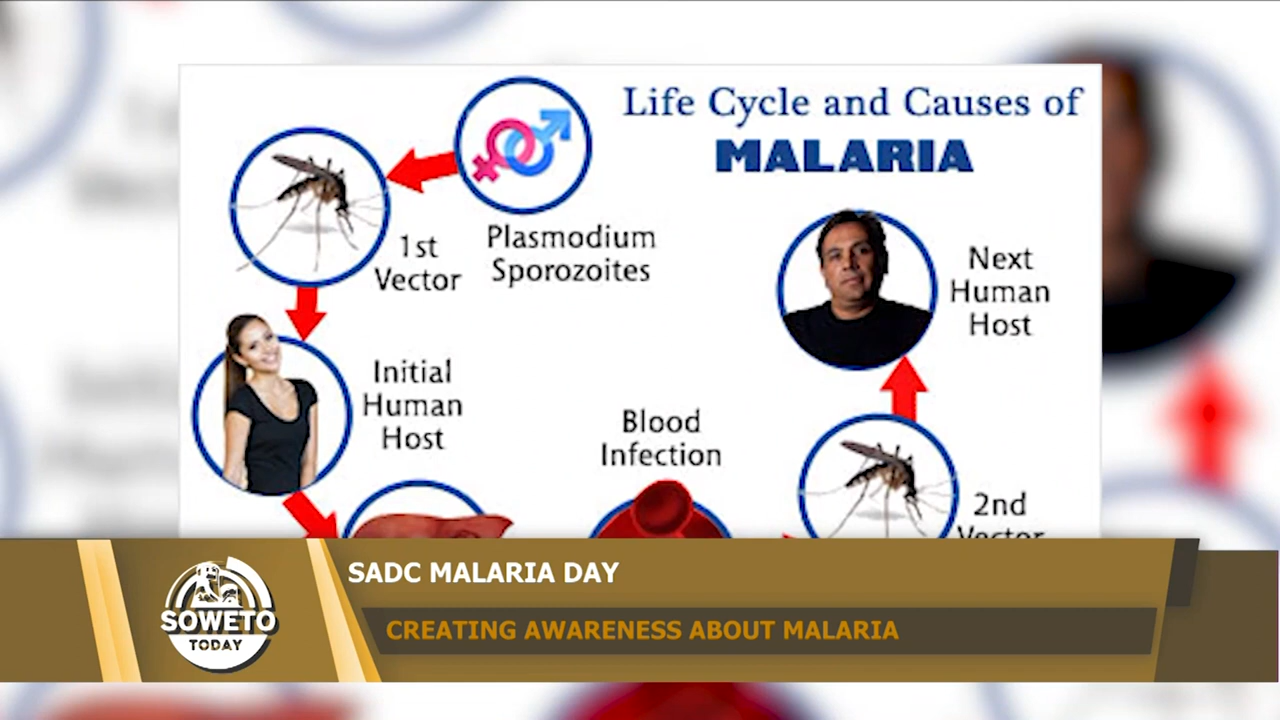 Life Cycle and Causes of
MALARIA
Plasmodium
Sporozoites
1st
Vector
Next
Human
Host
Initial
Human
Host
Blood
Infection
2nd
Vector
SADC MALARIA DAY
CREATING AWARENESS ABOUT MALARIA
SOWETO
TODAY